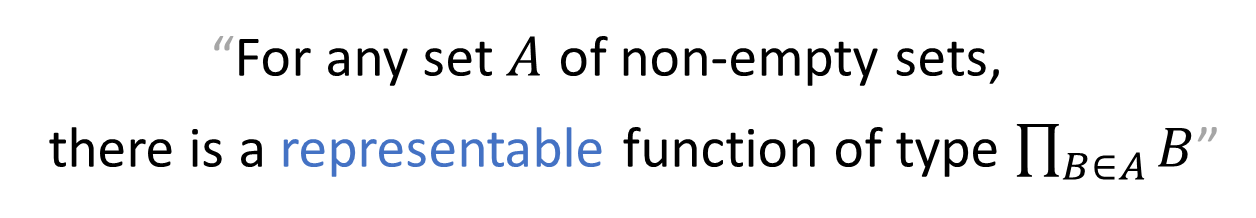 “For any set A of non-empty sets,
there is a representable function of type ∏_{B∈A} B”